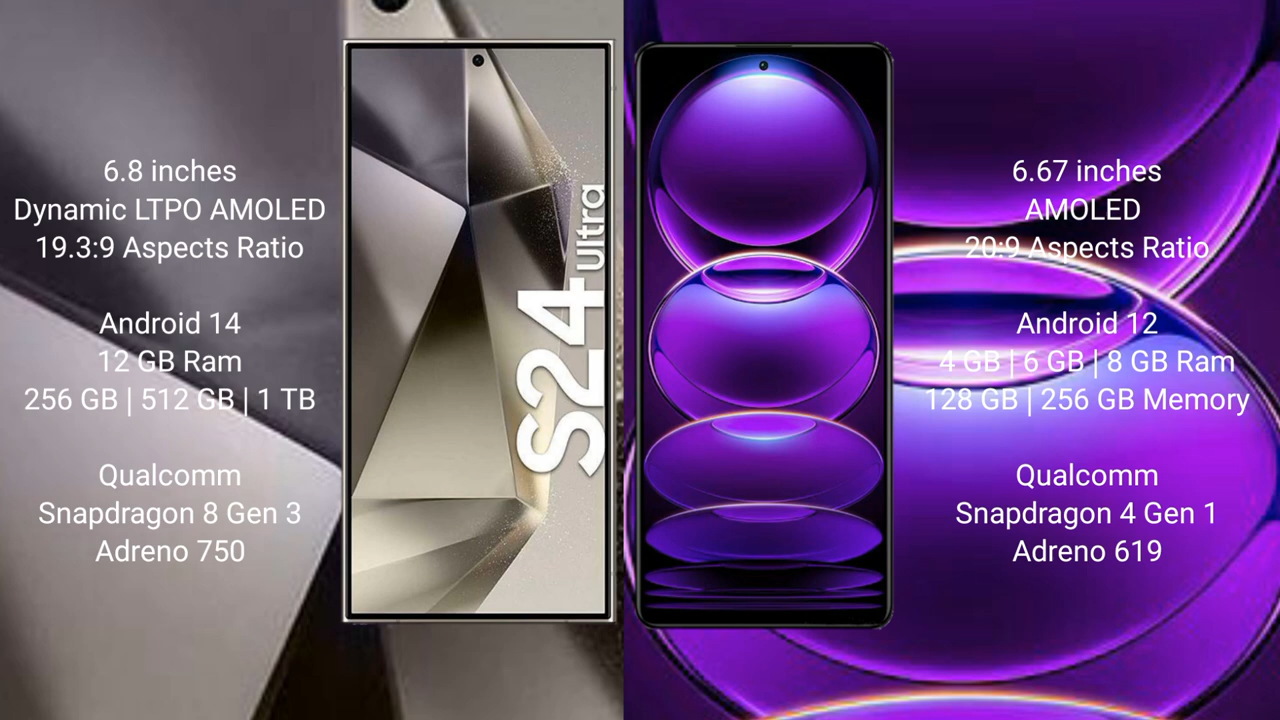 6.8 inches
Dynamic LTPO AMOLED
19.3:9 Aspects Ratio
Android 14
12 GB Ram
256 GB | 512 GB | 1 TB
Qualcomm
Snapdragon 8 Gen 3
Adreno 750
S24 Ultra
6.67 inches
AMOLED
20:9 Aspects Ratio
Android 12
4 GB | 6 GB | 8 GB Ram
128 GB | 256 GB Memory
Qualcomm
Snapdragon 4 Gen 1
Adreno 619